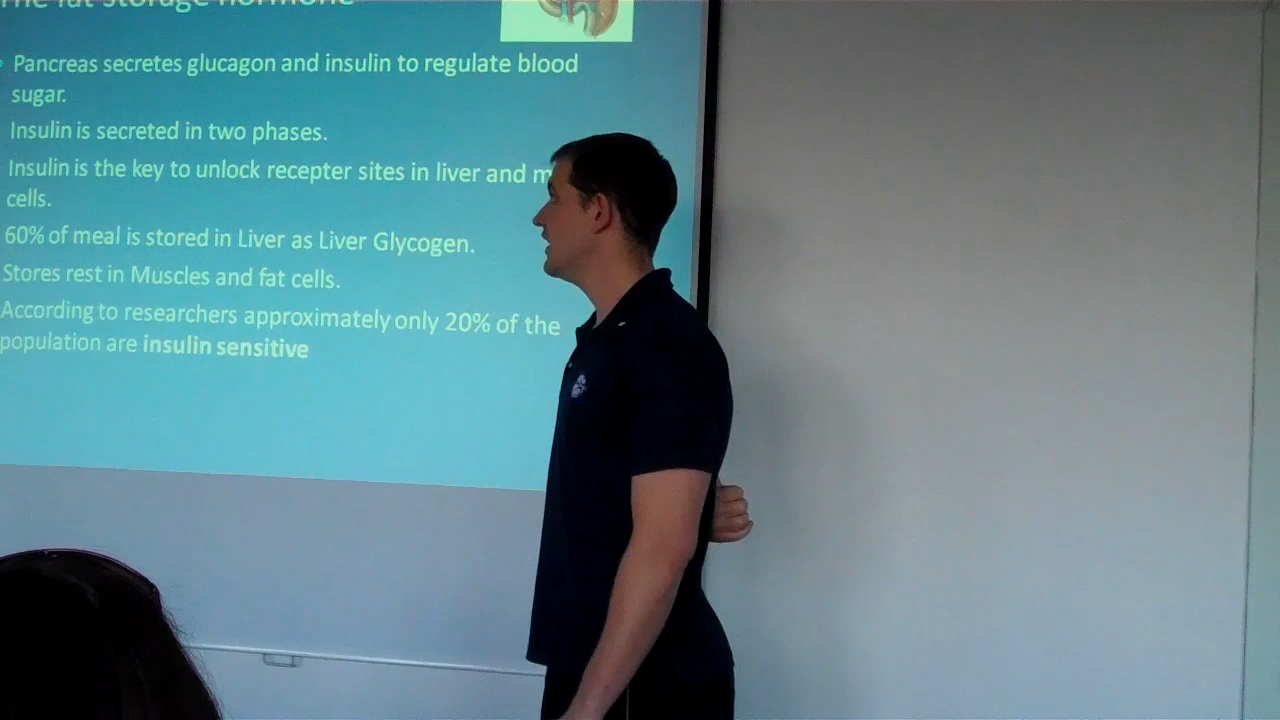 The fat storage hormone
Pancreas secretes glucagon and insulin to regulate blood
sugar.
Insulin is secreted in two phases.
Insulin is the key to unlock recepter sites in liver and m
cells.
60% of meal is stored in Liver as Liver Glycogen.
Stores rest in Muscles and fat cells.
According to researchers approximately only 20% of the
population are insulin sensitive